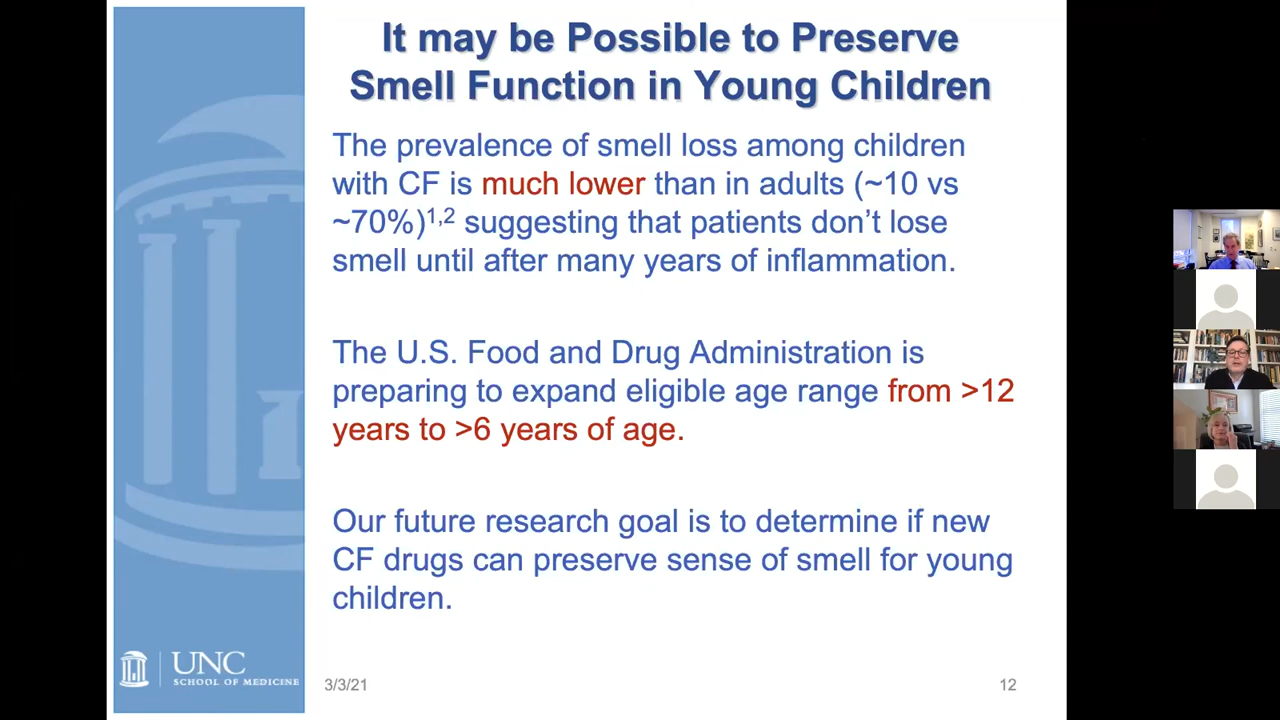 It may be Possible to Preserve
Smell Function in Young Children
The prevalence of smell loss among children
with CF is much lower than in adults (~10 vs
~70%)1,2 suggesting that patients don’t lose
smell until after many years of inflammation.
The U.S. Food and Drug Administration is
preparing to expand eligible age range from >12
years to >6 years of age.
Our future research goal is to determine if new
CF drugs can preserve sense of smell for young
children.
UNC
SCHOOL OF MEDICINE
3/3/21
12